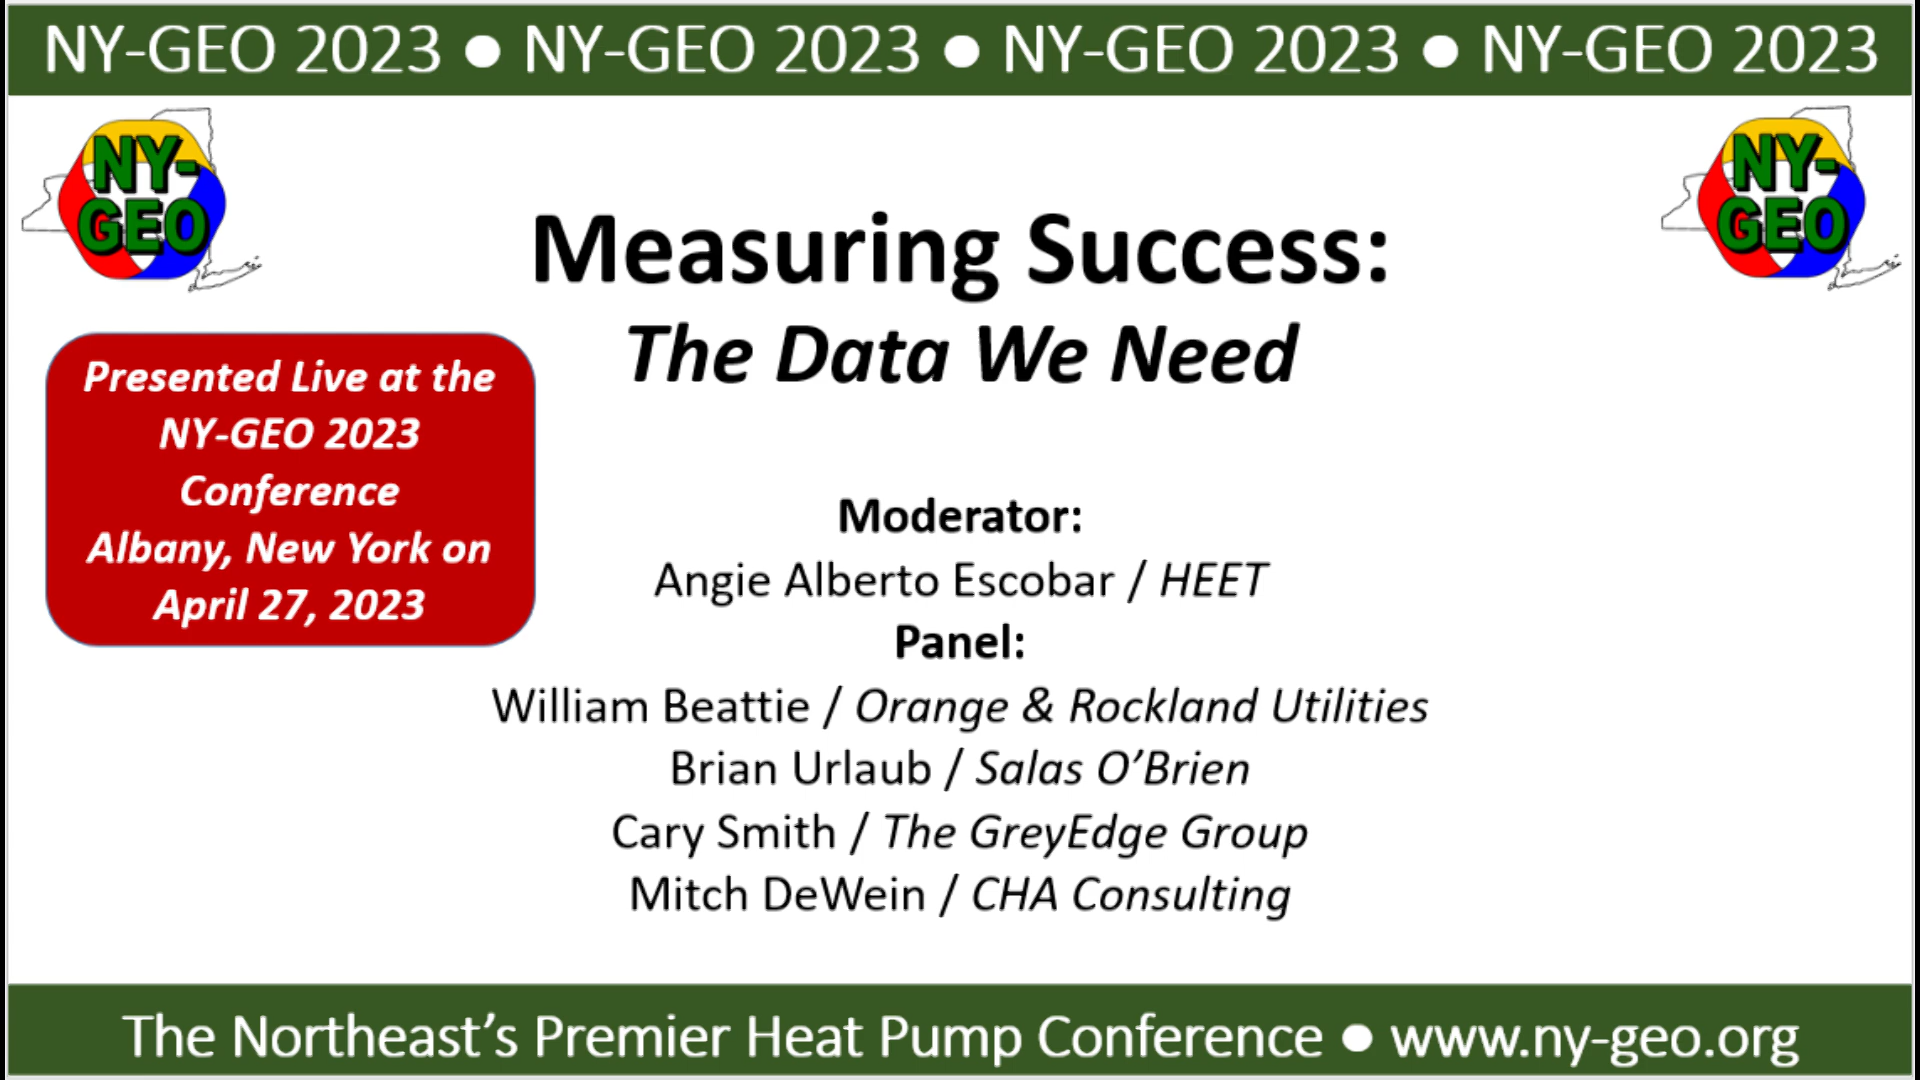 NY-GEO 2023 ● NY-GEO 2023 ● NY-GEO 2023 ● NY-GEO 2023
NY-
GEO
NY-
GEO
Measuring Success:
The Data We Need
Presented Live at the
NY-GEO 2023
Conference
Albany, New York on
April 27, 2023
Moderator:
Angie Alberto Escobar / HEET
Panel:
William Beattie / Orange & Rockland Utilities
Brian Urlaub / Salas O’Brien
Cary Smith / The GreyEdge Group
Mitch DeWein / CHA Consulting
The Northeast’s Premier Heat Pump Conference ● www.ny-geo.org